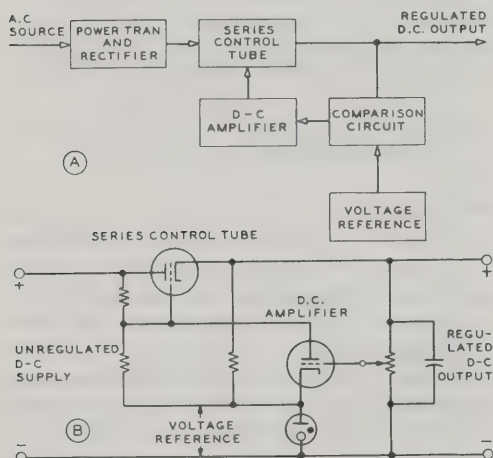 A.C
SOURCE
POWER TRAN
AND
RECTIFIER
SERIES
CONTROL
TUBE
REGULATED
D.C. OUTPUT
D-C
AMPLIFIER
COMPARISON
CIRCUIT
A
VOLTAGE
REFERENCE
SERIES CONTROL TUBE
+
+
D.C.
AMPLIFIER
UNREGULATED
D-C
SUPPLY
REGU-
LATED
D-C
OUTPUT
VOLTAGE
REFERENCE
B
-
-